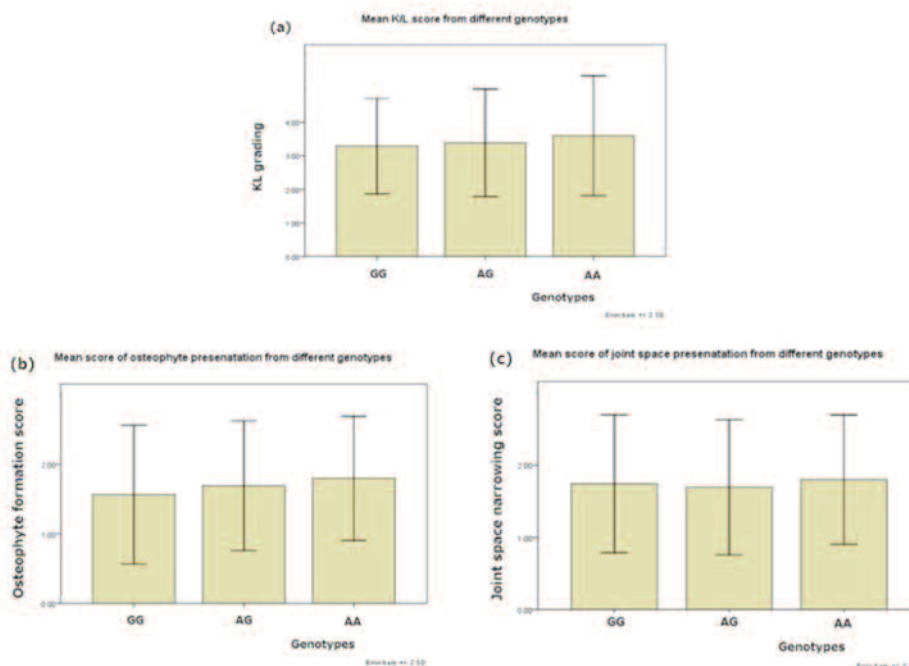 Mean K/L score from different genotypes
(a)
KL grading
4.00
3.00
2.00
1.00
0.00
GG AG AA
Genotypes
(b)
Mean score of osteophyte presenatation from different genotypes
Osteophyte formation score
2.00
1.00
0.00
GG AG AA
Genotypes
(c)
Mean score of joint space presenatation from different genotypes
Joint space narrowing score
2.00
1.00
0.00
GG AG AA
Genotypes